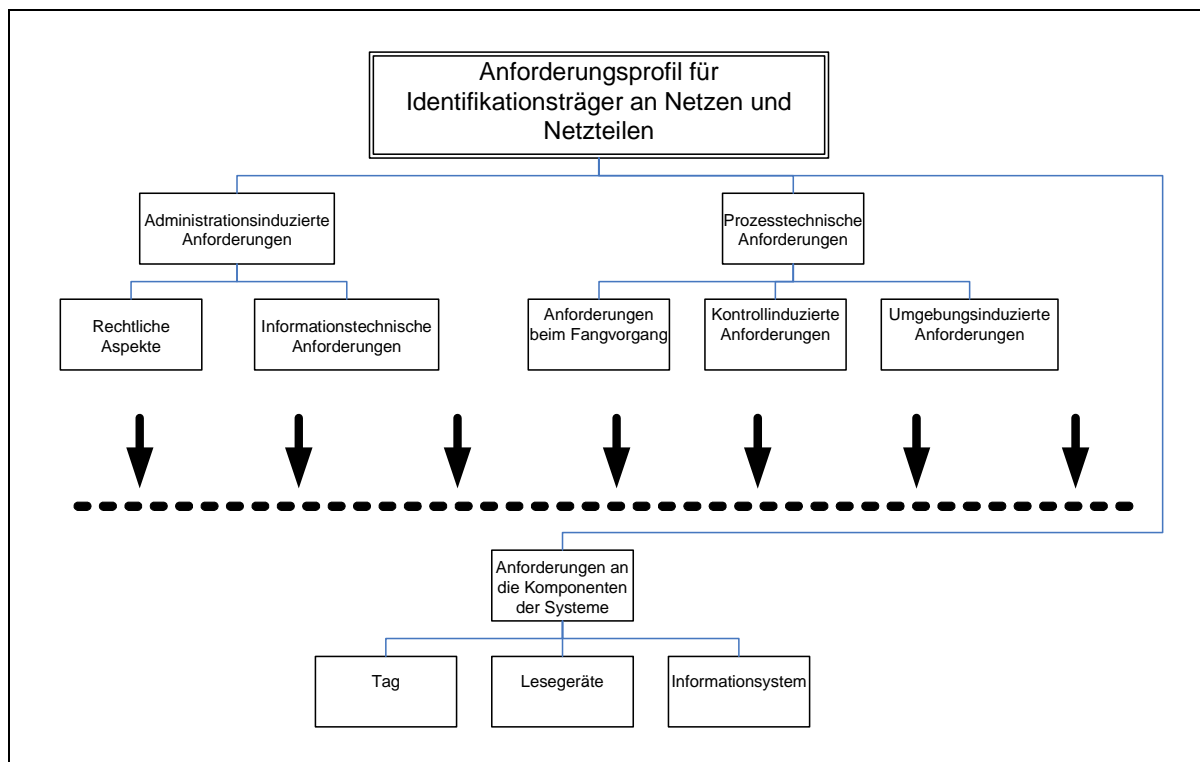 Anforderungsprofil für
Identifikationsträger an Netzen und
Netzteilen
Administrationsinduzierte
Anforderungen
Prozesstechnische
Anforderungen
Rechtliche
Aspekte
Informationstechnische
Anforderungen
Anforderungen
beim Fangvorgang
Kontrollinduzierte
Anforderungen
Umgebungsinduzierte
Anforderungen
Anforderungen an
die Komponenten
der Systeme
Tag
Lesegeräte
Informationsystem